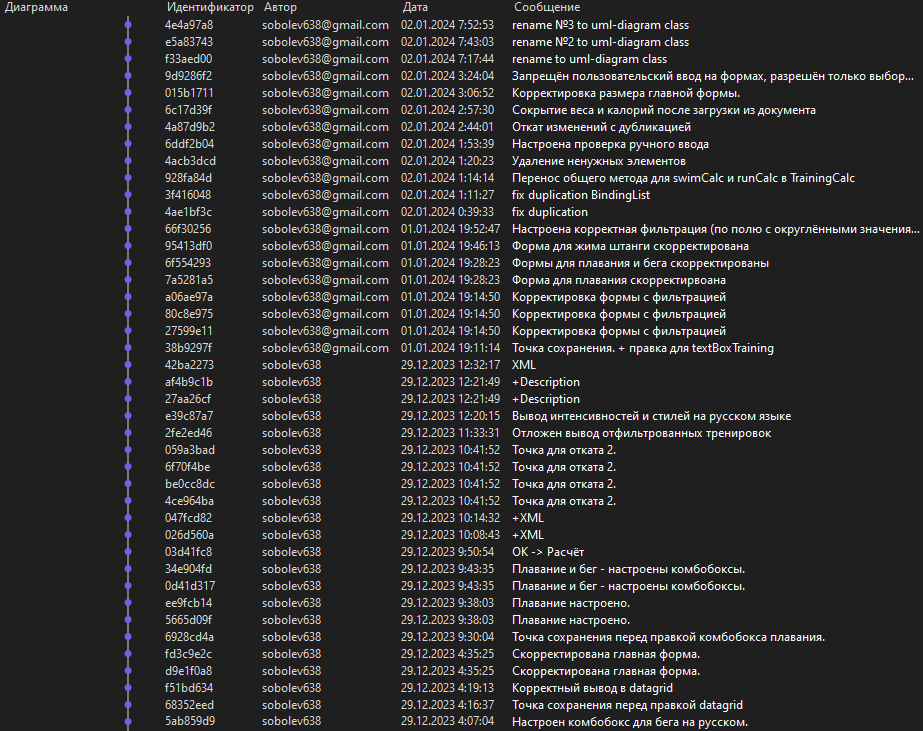 Диаграмма Идентификатор Автор Дата Сообщение
4e4a97a8 sobolev638@gmail.com 02.01.2024 7:52:53 rename №3 to uml-diagram class
e5a83743 sobolev638@gmail.com 02.01.2024 7:43:03 rename №2 to uml-diagram class
f33aed00 sobolev638@gmail.com 02.01.2024 7:17:44 rename to uml-diagram class
9d9286f2 sobolev638@gmail.com 02.01.2024 3:24:04 Запрещён пользовательский ввод на формах, разрешён только выбор...
015b1711 sobolev638@gmail.com 02.01.2024 3:06:52 Корректировка размера главной формы.
6c17d39f sobolev638@gmail.com 02.01.2024 2:57:30 Сокрытие веса и калорий после загрузки из документа
4a87d9b2 sobolev638@gmail.com 02.01.2024 2:44:01 Откат изменений с дубликацией
6ddf2b04 sobolev638@gmail.com 02.01.2024 1:53:39 Настроена проверка ручного ввода
4acb3dcd sobolev638@gmail.com 02.01.2024 1:20:23 Удаление ненужных элементов
928fa84d sobolev638@gmail.com 02.01.2024 1:14:14 Перенос общего метода для swimCalc и runCalc в TrainingCalc
3f416048 sobolev638@gmail.com 02.01.2024 1:11:27 fix duplication BindingList
4ae1bf3c sobolev638@gmail.com 02.01.2024 0:39:33 fix duplication
66f30256 sobolev638@gmail.com 01.01.2024 19:52:47 Настроена корректная фильтрация (по полю с округлёнными значения...
95413df0 sobolev638@gmail.com 01.01.2024 19:46:13 Форма для жима штанги скорректирована
6f554293 sobolev638@gmail.com 01.01.2024 19:28:23 Формы для плавания и бега скорректированы
7a5281a5 sobolev638@gmail.com 01.01.2024 19:28:23 Форма для плавания скорректирвоана
a06ae97a sobolev638@gmail.com 01.01.2024 19:14:50 Корректировка формы с фильтрацией
80c8e975 sobolev638@gmail.com 01.01.2024 19:14:50 Корректировка формы с фильтрацией
27599e11 sobolev638@gmail.com 01.01.2024 19:14:50 Корректировка формы с фильтрацией
38b9297f sobolev638@gmail.com 01.01.2024 19:11:14 Точка сохранения. + правка для textBoxTraining
42ba2273 sobolev638 29.12.2023 12:32:17 XML
af4b9c1b sobolev638 29.12.2023 12:21:49 +Description
27aa26cf sobolev638 29.12.2023 12:21:49 +Description
e39c87a7 sobolev638 29.12.2023 12:20:15 Вывод интенсивностей и стилей на русском языке
2fe2ed46 sobolev638 29.12.2023 11:33:31 Отложен вывод отфильтрованных тренировок
059a3bad sobolev638 29.12.2023 10:41:52 Точка для отката 2.
6f70f4be sobolev638 29.12.2023 10:41:52 Точка для отката 2.
be0cc8dc sobolev638 29.12.2023 10:41:52 Точка для отката 2.
4ce964ba sobolev638 29.12.2023 10:41:52 Точка для отката 2.
047fcd82 sobolev638 29.12.2023 10:14:32 +XML
026d560a sobolev638 29.12.2023 10:08:43 +XML
03d41fc8 sobolev638 29.12.2023 9:50:54 ОК -> Расчёт
34e904fd sobolev638 29.12.2023 9:43:35 Плавание и бег - настроены комбобоксы.
0d41d317 sobolev638 29.12.2023 9:43:35 Плавание и бег - настроены комбобоксы.
ee9fcb14 sobolev638 29.12.2023 9:38:03 Плавание настроено.
5665d09f sobolev638 29.12.2023 9:38:03 Плавание настроено.
6928cd4a sobolev638 29.12.2023 9:30:04 Точка сохранения перед правкой комбобокса плавания.
fd3c9e2c sobolev638 29.12.2023 4:35:25 Скорректирована главная форма.
d9e1f0a8 sobolev638 29.12.2023 4:35:25 Скорректирована главная форма.
f51bd634 sobolev638 29.12.2023 4:19:13 Корректный вывод в datagrid
68352eed sobolev638 29.12.2023 4:16:37 Точка сохранения перед правкой datagrid
5ab859d9 sobolev638 29.12.2023 4:07:04 Настроен комбобокс для бега на русском.